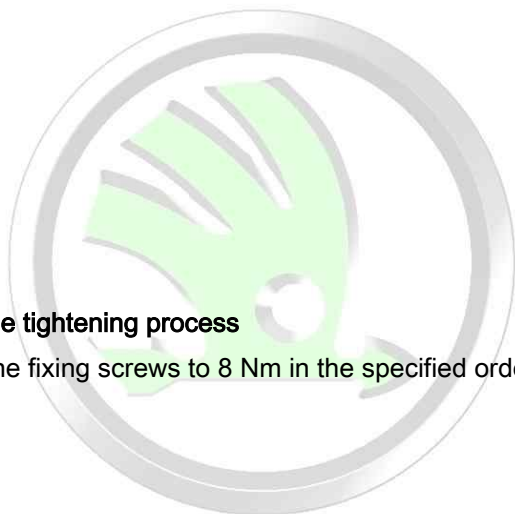 e tightening process
he fixing screws to 8 Nm in the specified orde